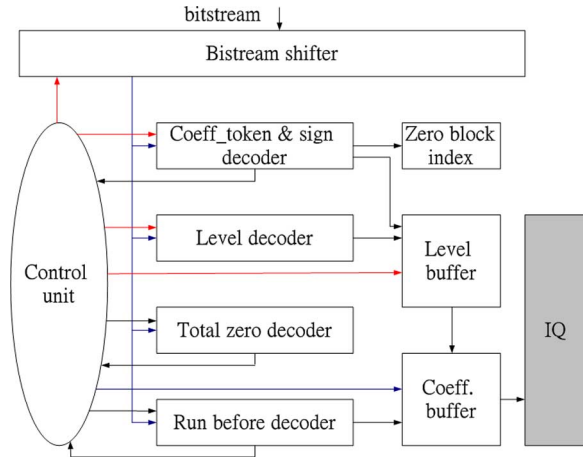 bitstream
Bistream shifter
Coeff_token & sign
decoder
Zero block
index
Level decoder
Level
buffer
Control
unit
IQ
Total zero decoder
Coeff.
buffer
Run before decoder